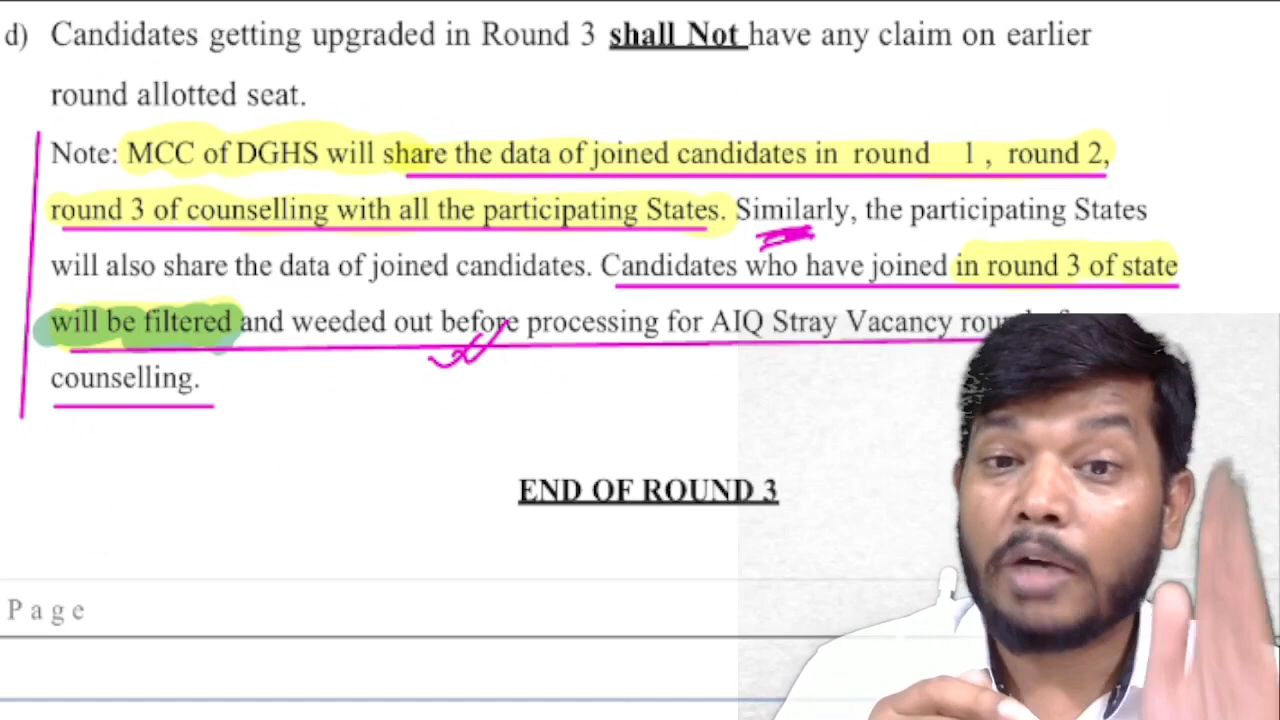 d) Candidates getting upgraded in Round 3 shall Not have any claim on earlier
round allotted seat.
Note: MCC of DGHS will share the data of joined candidates in round 1 , round 2,
round 3 of counselling with all the participating States. Similarly, the participating States
will also share the data of joined candidates. Candidates who have joined in round 3 of state
will be filtered and weeded out before processing for AIQ Stray Vacancy
counselling.
END OF ROUND 3
Page